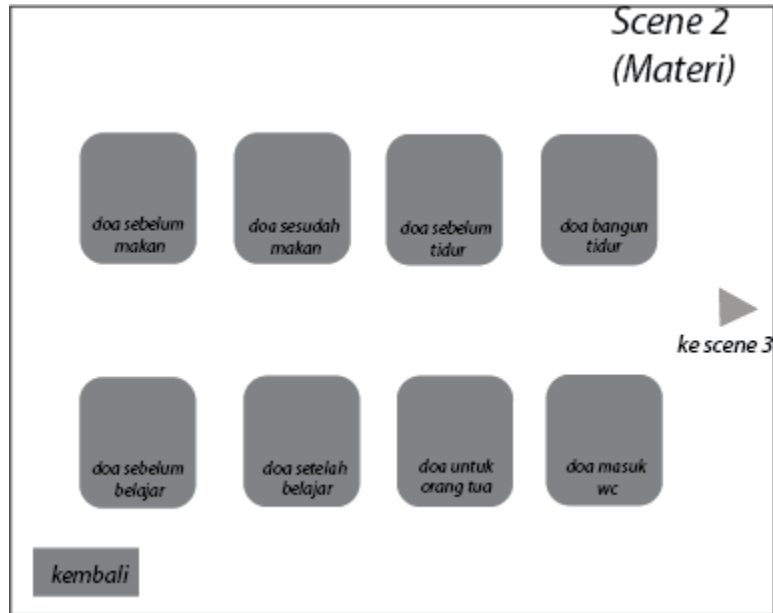 Scene 2
(Materi)
doa sebelum
makan
doa sesudah
makan
doa sebelum
tidur
doa bangun
tidur
ke scene 3
doa sebelum
belajar
doa setelah
belajar
doa untuk
orang tua
doa masuk
wc
kembali